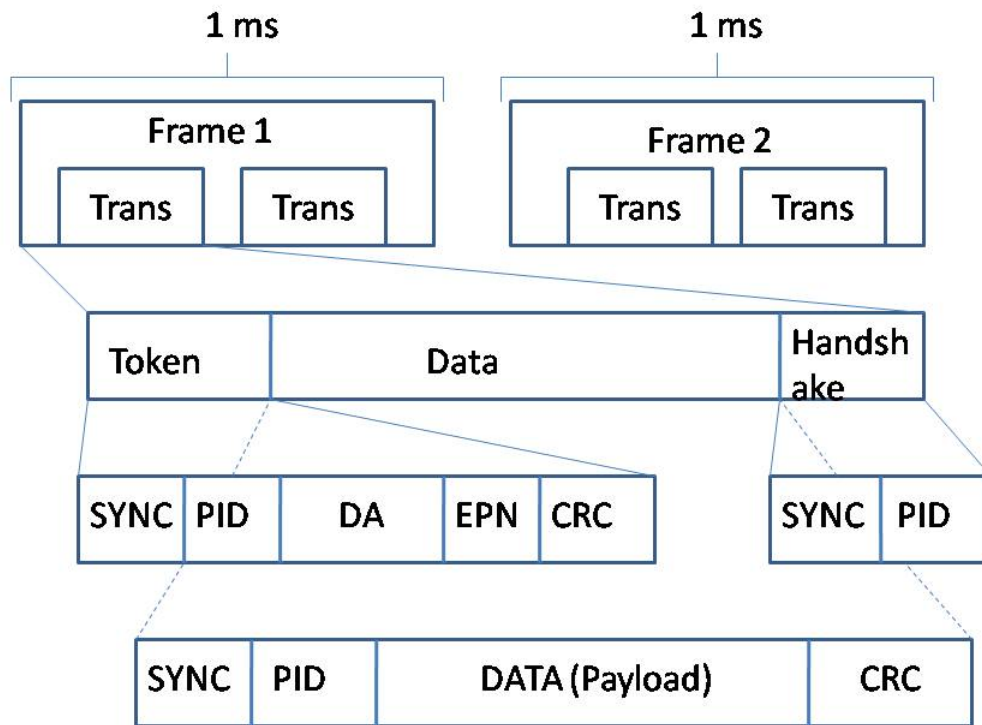 1 ms
1 ms
Frame 1
Frame 2
Trans
Trans
Trans
Trans
Token
Data
Handsh
ake
SYNC
PID
DA
EPN
CRC
SYNC
PID
SYNC
PID
DATA (Payload)
CRC